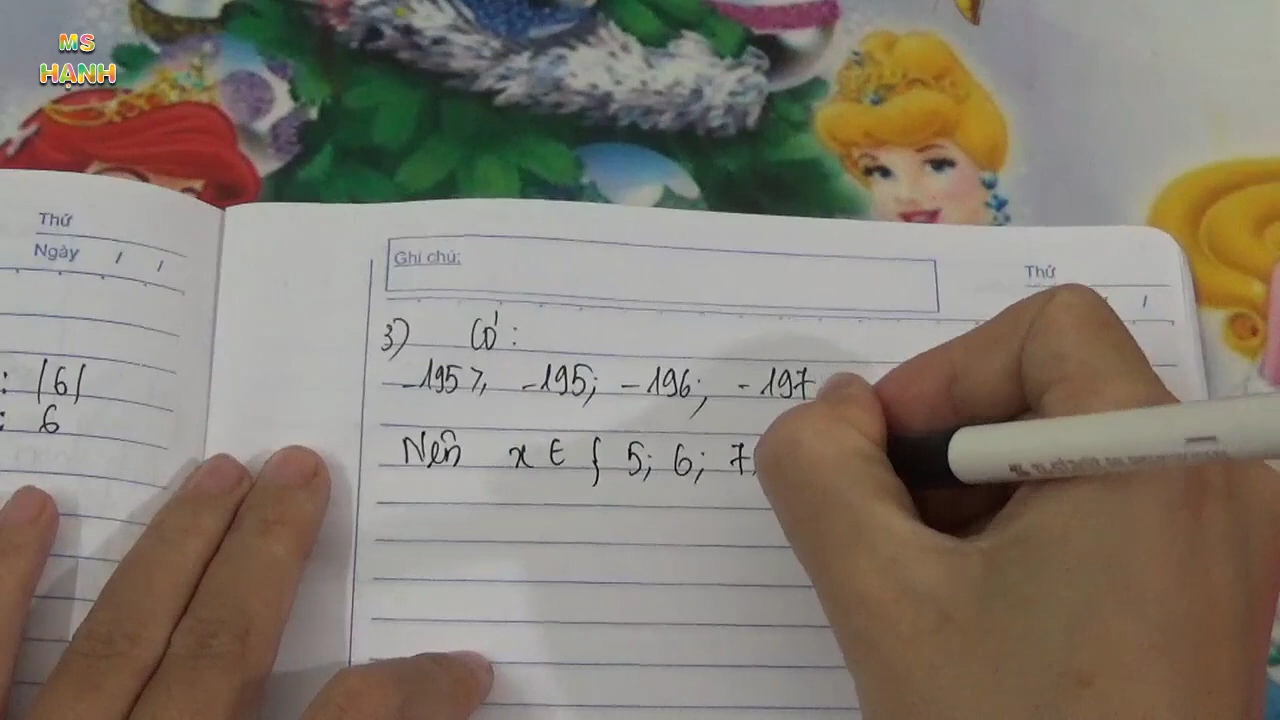 MS
HẠNH
Thứ
Ngày / /
: |6|
: 6
Ghi chú:
Thứ
/
3) Có :
-195 ⩾ -195; -196; -197
Nên x ∈ { 5; 6; 7